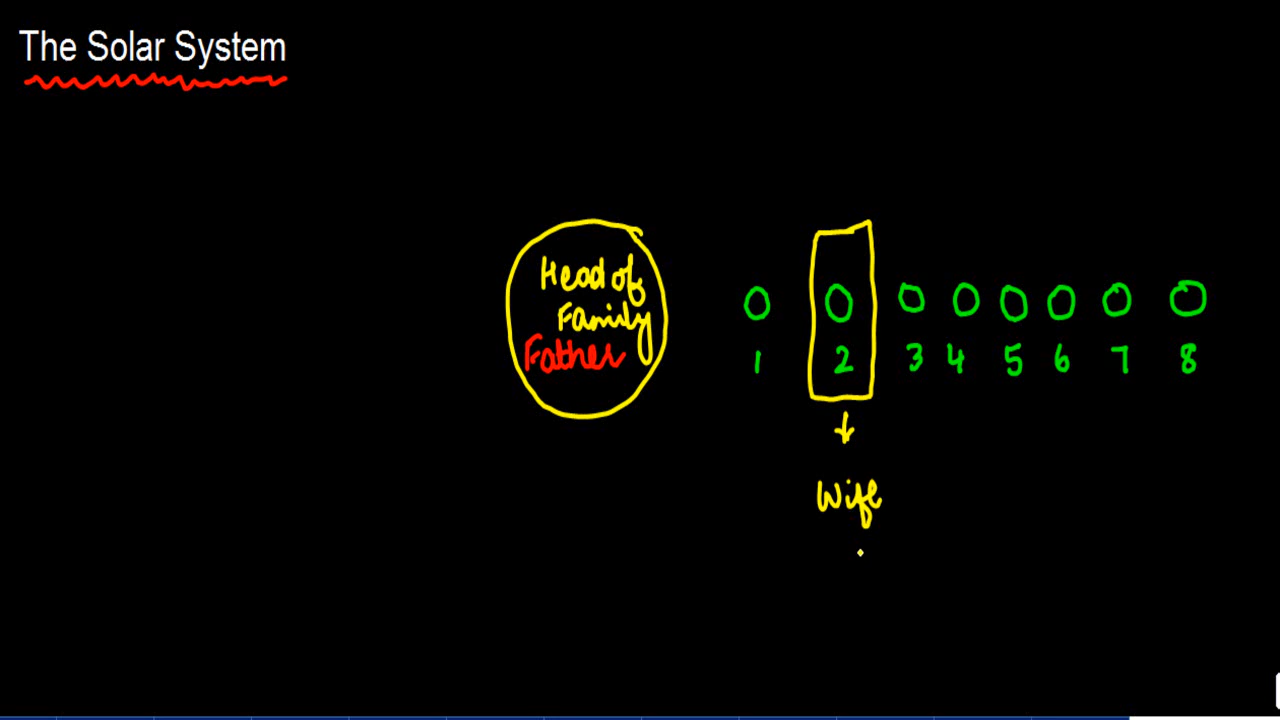 The Solar System
Head of
Family
Father
1 2 3 4 5 6 7 8
Wife